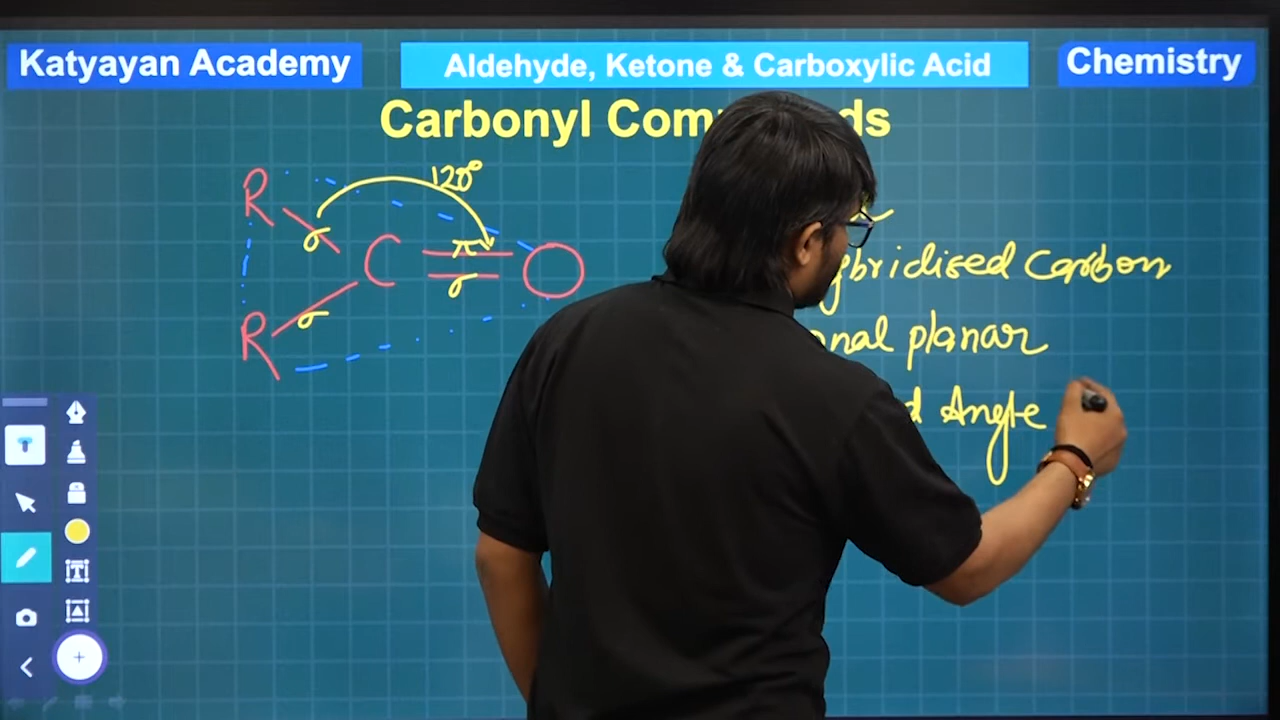 Katyayan Academy
Aldehyde, Ketone & Carboxylic Acid
Chemistry
Carbonyl Com ds
120°
R
σ
C
π
σ
O
σ
R
ybridised Carbon
onal planar
d Angle